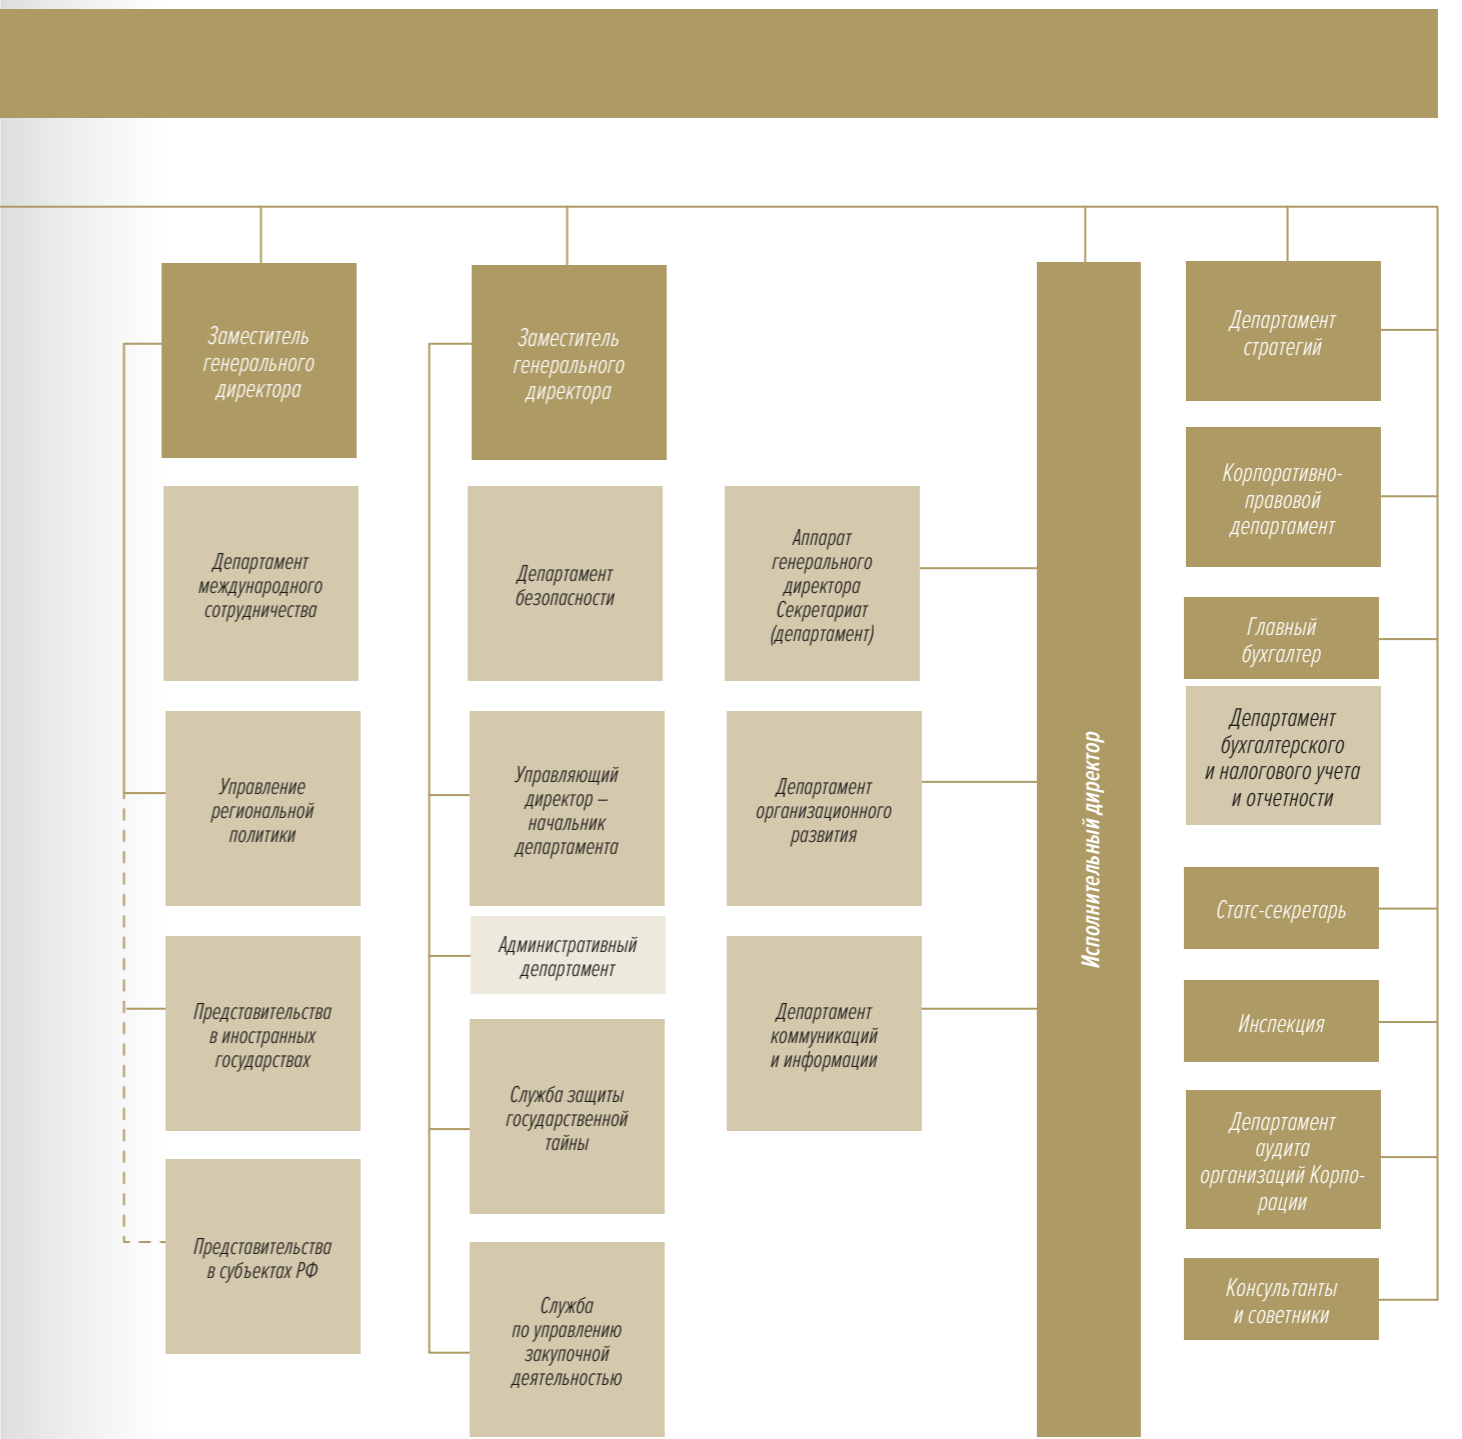 Заместитель
генерального
директора
Департамент
международного
сотрудничества
Управление
региональной
политики
Представительства
в иностранных
государствах
Представительства
в субъектах РФ
Заместитель
генерального
директора
Департамент
безопасности
Управляющий
директор –
начальник
департамента
Административный
департамент
Служба защиты
государственной
тайны
Служба
по управлению
закупочной
деятельностью
Аппарат
генерального
директора
Секретариат
(департамент)
Департамент
организационного
развития
Департамент
коммуникаций
и информации
Исполнительный директор
Департамент
стратегий
Корпоративно-
правовой
департамент
Главный
бухгалтер
Департамент
бухгалтерского
и налогового учета
и отчетности
Статс-секретарь
Инспекция
Департамент
аудита
организаций Корпо-
рации
Консультанты
и советники